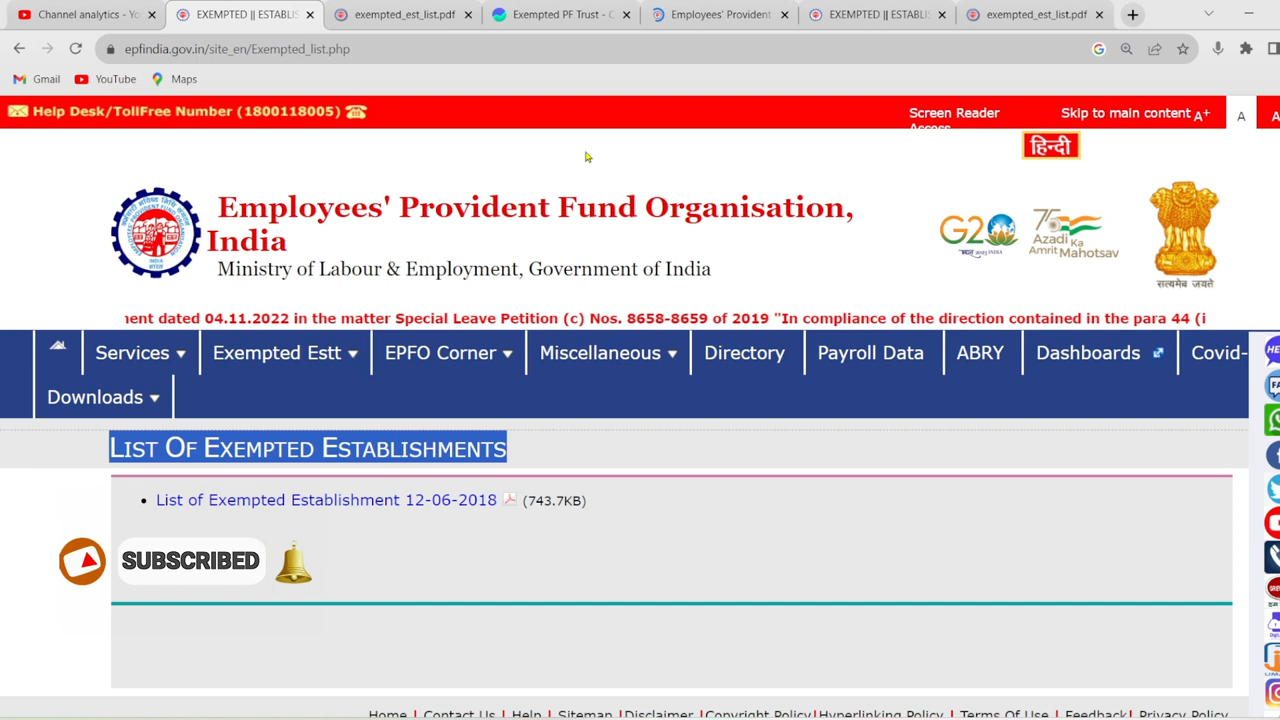 Channel analytics - Yo
EXEMPTED || ESTABLIS
exempted_est_list.pdf
Exempted PF Trust - C
Employees' Provident
EXEMPTED || ESTABLIS
exempted_est_list.pdf
epfindia.gov.in/site_en/Exempted_list.php
Gmail
YouTube
Maps
Help Desk/TollFree Number (1800118005)
Screen Reader Access
Skip to main content
A+
A
A
हिन्दी
Employees' Provident Fund Organisation, India
Ministry of Labour & Employment, Government of India
G20
75 Azadi Ka Amrit Mahotsav
सत्यमेव जयते
nent dated 04.11.2022 in the matter Special Leave Petition (c) Nos. 8658-8659 of 2019 "In compliance of the direction contained in the para 44 (i
Services
Exempted Estt
EPFO Corner
Miscellaneous
Directory
Payroll Data
ABRY
Dashboards
Covid-
Downloads
LIST OF EXEMPTED ESTABLISHMENTS
• List of Exempted Establishment 12-06-2018 (743.7KB)
SUBSCRIBED
Home | Contact Us | Help | Sitemap | Disclaimer | Copyright Policy | Hyperlinking Policy | Terms Of Use | Feedback | Privacy Policy